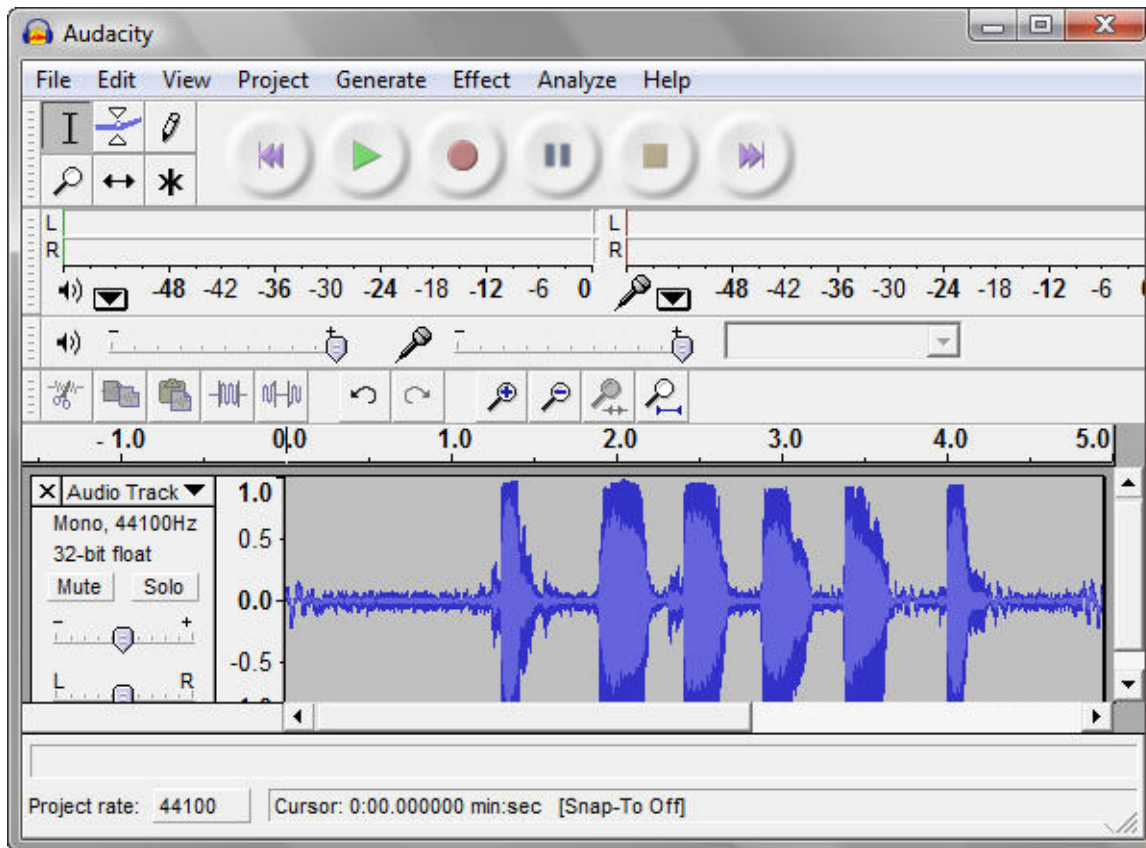 Audacity
File Edit View Project Generate Effect Analyze Help
L L
R R
-48 -42 -36 -30 -24 -18 -12 -6 0 -48 -42 -36 -30 -24 -18 -12 -6
- + - +
- 1.0 0.0 1.0 2.0 3.0 4.0 5.0
X Audio Track 1.0
Mono, 44100Hz
0.5
32-bit float
Mute Solo
0.0
- +
-0.5
L R
Project rate: 44100 Cursor: 0:00.000000 min:sec [Snap-To Off]